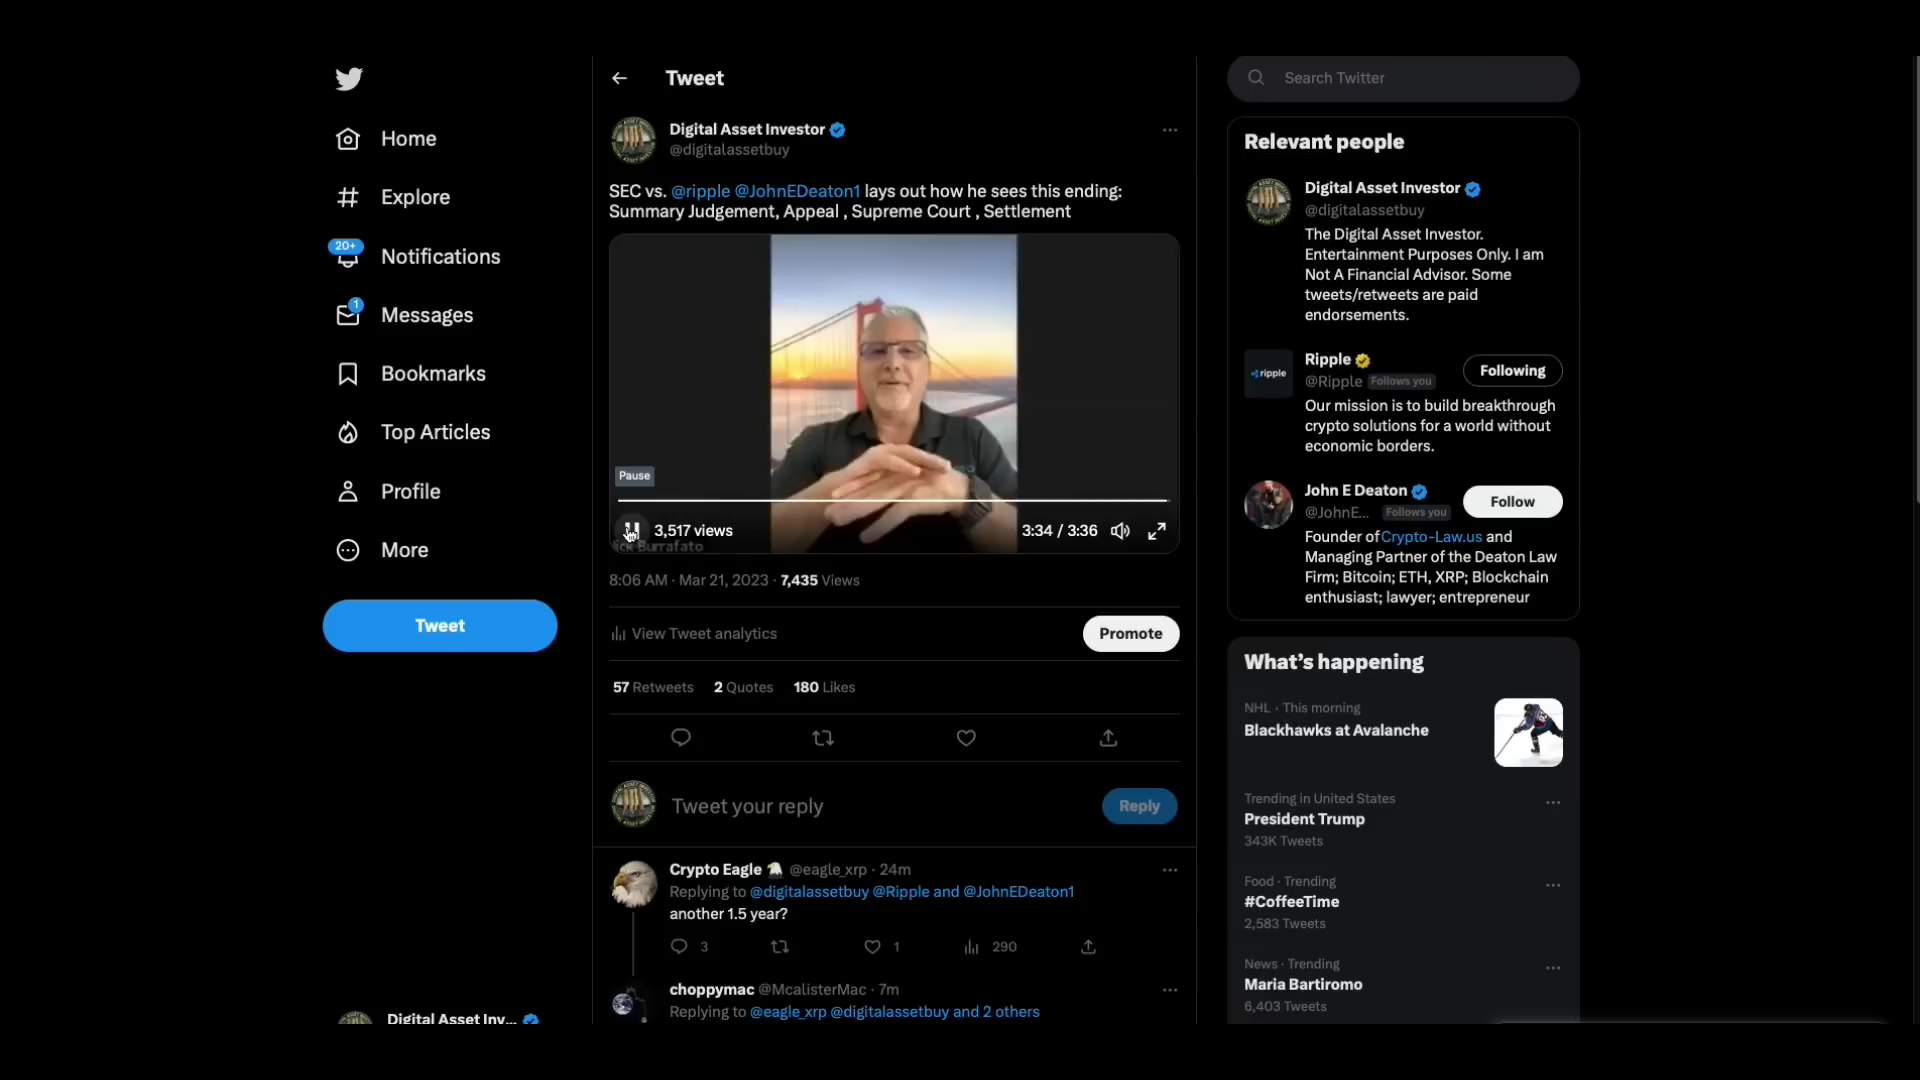 Home
Explore
20+
Notifications
1
Messages
Bookmarks
Top Articles
Profile
More
Tweet
Digital Asset Inv...
Tweet
Digital Asset Investor
@digitalassetbuy
SEC vs. @ripple @JohnEDeaton1 lays out how he sees this ending:
Summary Judgement, Appeal , Supreme Court , Settlement
Pause
3,517 views
3:34 / 3:36
Burrafato
8:06 AM · Mar 21, 2023 · 7,435 Views
View Tweet analytics
Promote
57 Retweets 2 Quotes 180 Likes
Tweet your reply
Reply
Crypto Eagle @eagle_xrp · 24m
Replying to @digitalassetbuy @Ripple and @JohnEDeaton1
another 1.5 year?
3 1 290
choppymac @McalisterMac · 7m
Replying to @eagle_xrp @digitalassetbuy and 2 others
Search Twitter
Relevant people
Digital Asset Investor
@digitalassetbuy
The Digital Asset Investor.
Entertainment Purposes Only. I am
Not A Financial Advisor. Some
tweets/retweets are paid
endorsements.
ripple
Ripple
@Ripple Follows you
Following
Our mission is to build breakthrough
crypto solutions for a world without
economic borders.
John E Deaton
@JohnE... Follows you
Follow
Founder of Crypto-Law.us and
Managing Partner of the Deaton Law
Firm; Bitcoin; ETH, XRP; Blockchain
enthusiast; lawyer; entrepreneur
What's happening
NHL · This morning
Blackhawks at Avalanche
Trending in United States
President Trump
343K Tweets
Food · Trending
#CoffeeTime
2,583 Tweets
News · Trending
Maria Bartiromo
6,403 Tweets